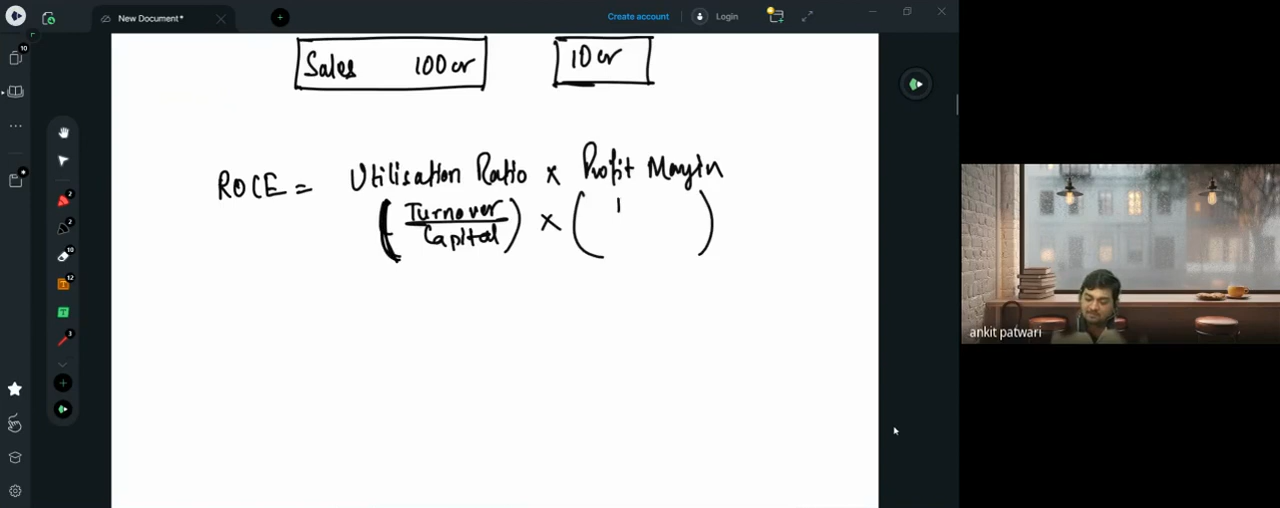 New Document*
Create account
Login
Sales 100 cr
10 cr
ROCE = Utilisation Ratio x Profit Margin
( Turnover / Capital ) x ( )
ankit patwari